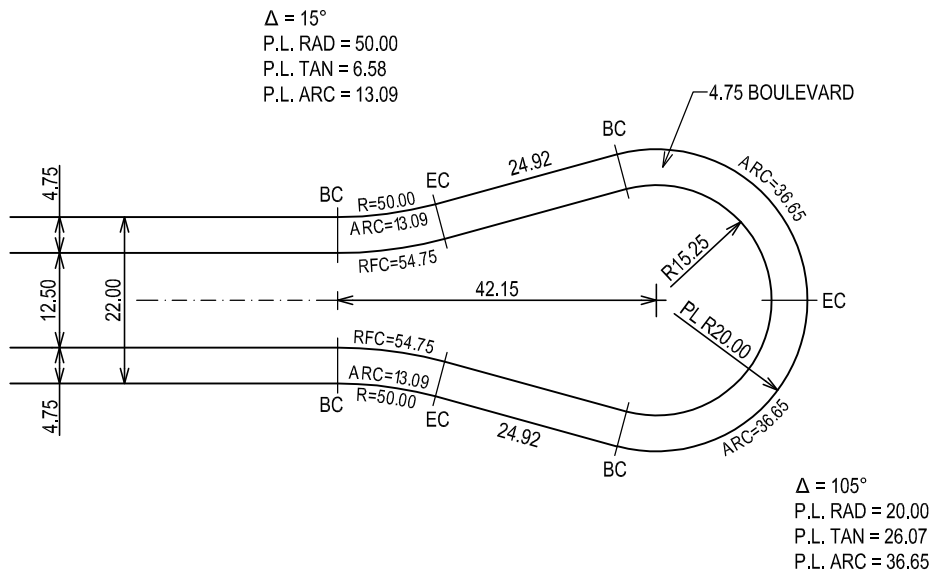 Δ = 15°
P.L. RAD = 50.00
P.L. TAN = 6.58
P.L. ARC = 13.09
4.75 BOULEVARD
BC
24.92
ARC=36.65
4.75
BC
EC
R=50.00
ARC=13.09
RFC=54.75
R15.25
12.50
22.00
42.15
EC
PL R20.00
RFC=54.75
ARC=13.09
R=50.00
4.75
BC
EC
24.92
BC
ARC=36.65
Δ = 105°
P.L. RAD = 20.00
P.L. TAN = 26.07
P.L. ARC = 36.65